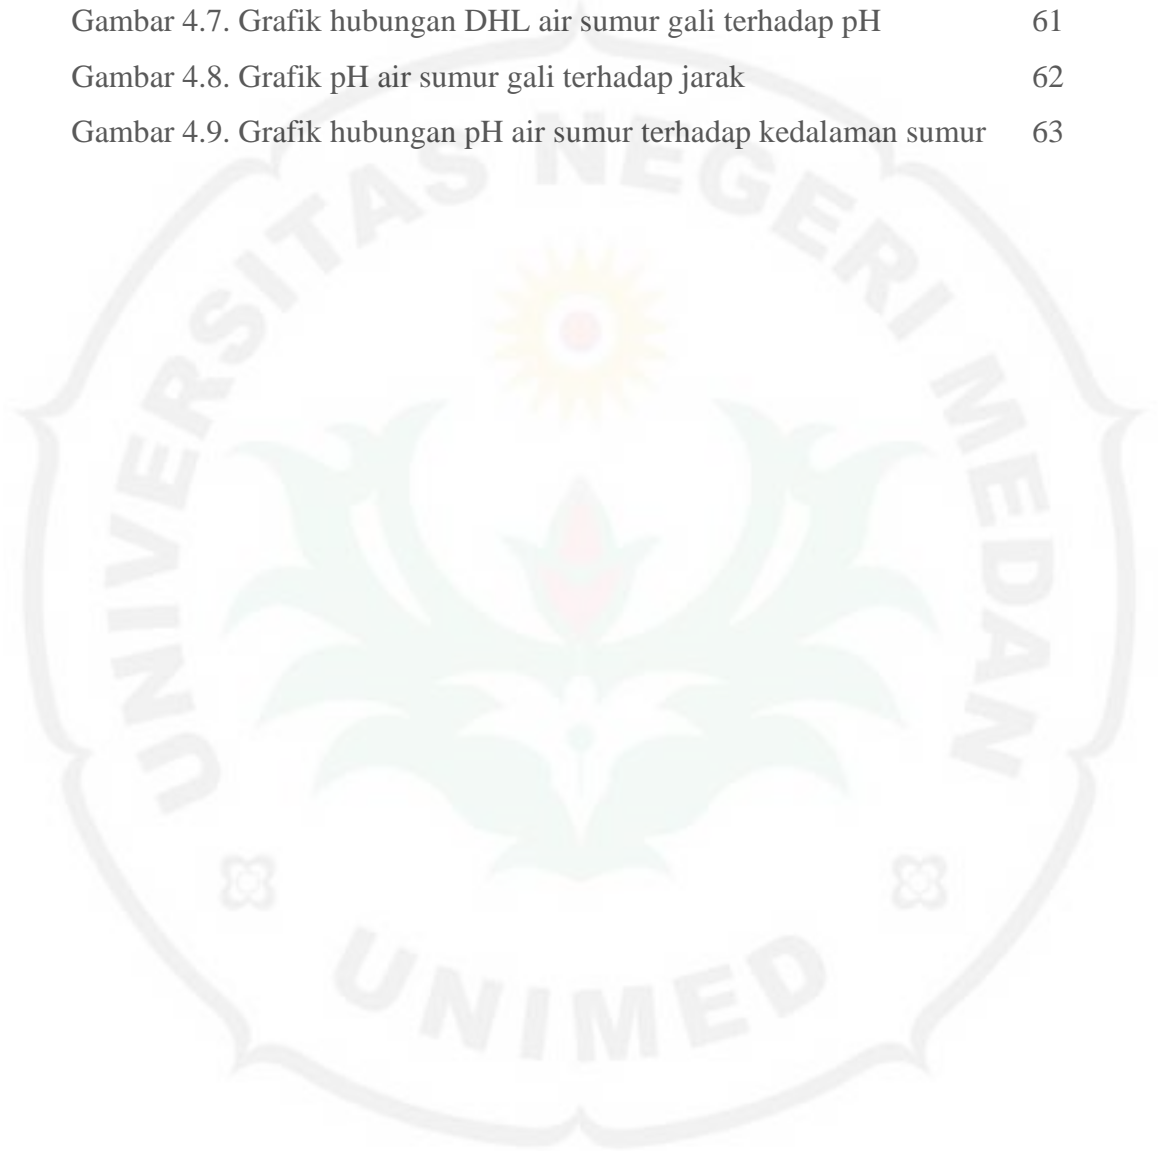 Gambar 4.7. Grafik hubungan DHL air sumur gali terhadap pH 61
Gambar 4.8. Grafik pH air sumur gali terhadap jarak 62
Gambar 4.9. Grafik hubungan pH air sumur terhadap kedalaman sumur 63
UNIVERSITAS NEGERI MEDAN
UNIMED